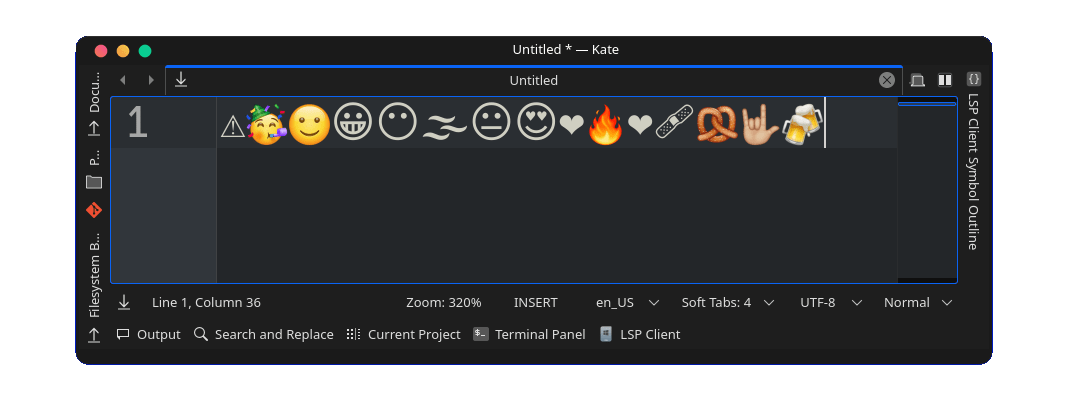 Untitled * — Kate
Docu...
P...
Filesystem B...
Untitled
LSP Client Symbol Outline
1
⚠🥳🙂😀😶🌫😐😍❤🔥❤🩹🥨🤟🏼🍻
Line 1, Column 36
Zoom: 320%
INSERT
en_US
Soft Tabs: 4
UTF-8
Normal
Output
Search and Replace
Current Project
Terminal Panel
LSP Client